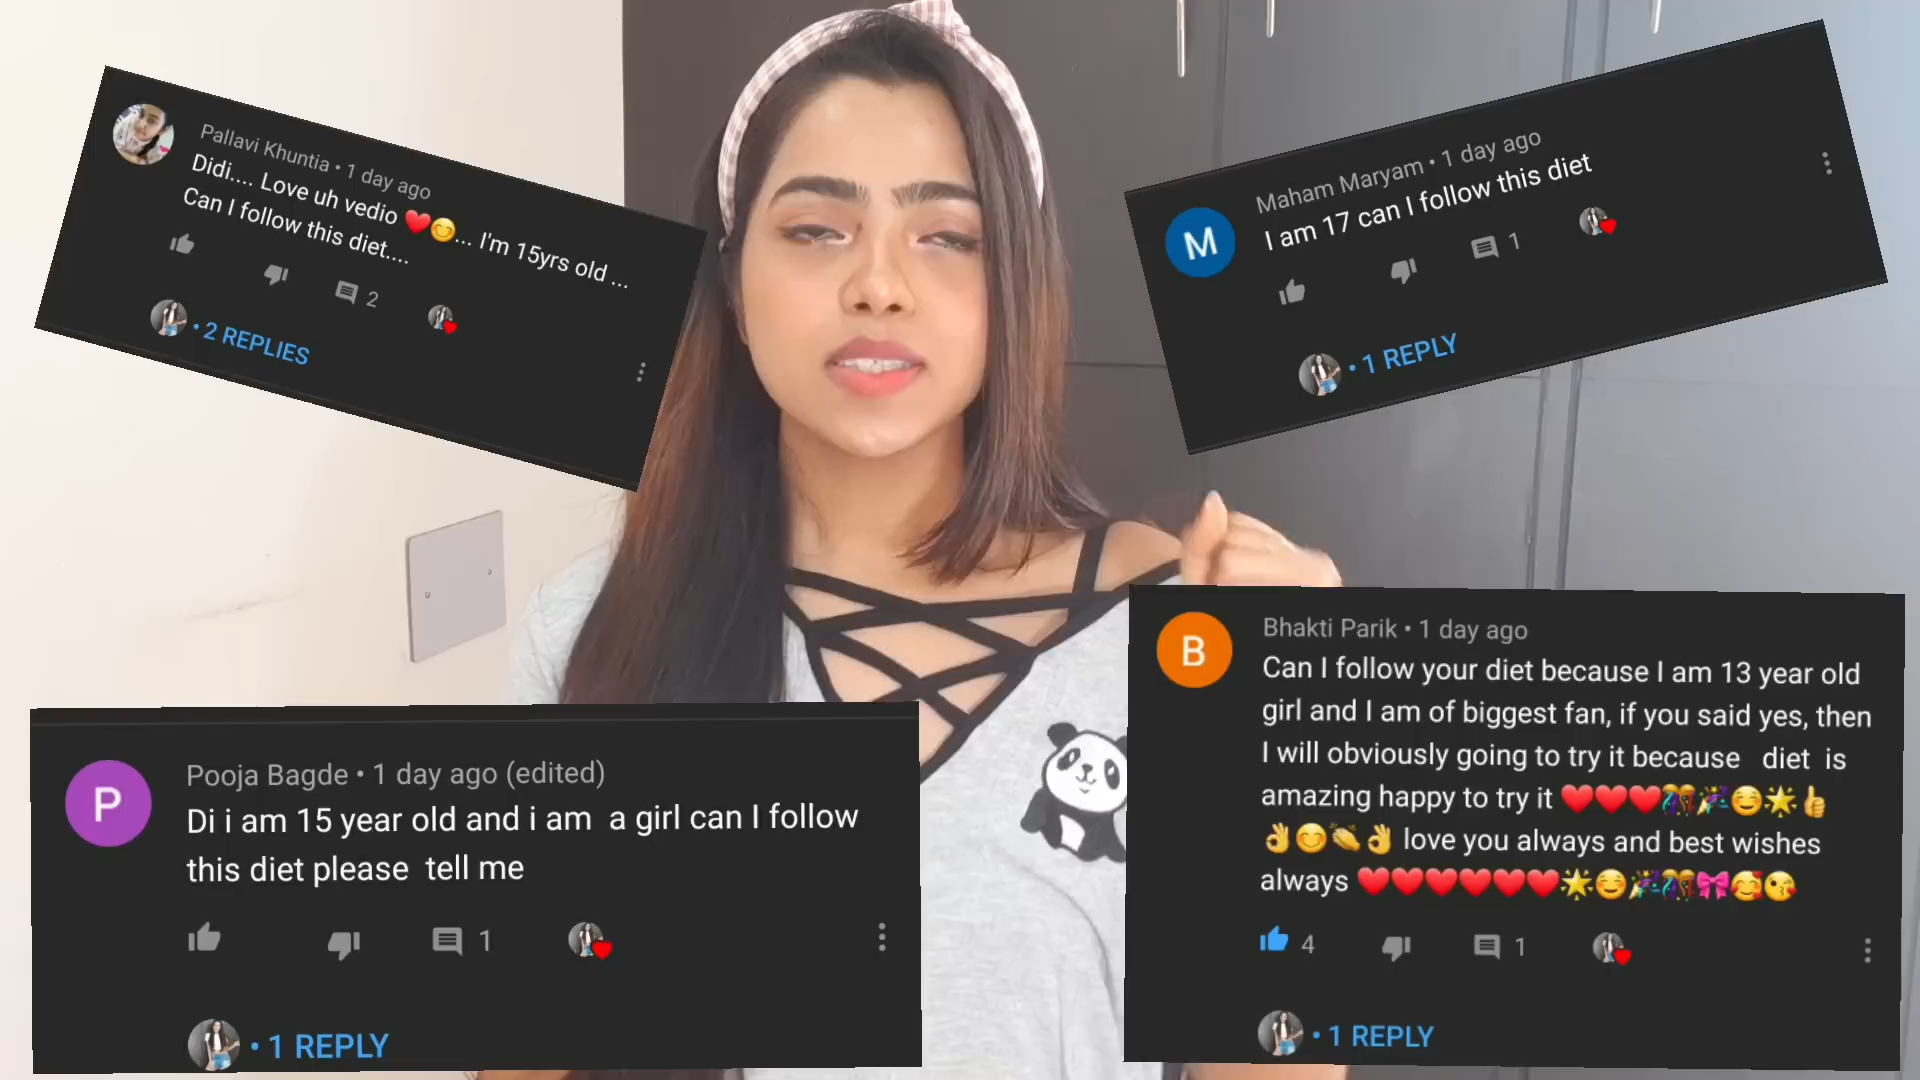 Pallavi Khuntia • 1 day ago
Didi.... Love uh vedio ❤️😊... I'm 15yrs old ...
Can I follow this diet....
2
• 2 REPLIES
Maham Maryam • 1 day ago
M
I am 17 can I follow this diet
1
• 1 REPLY
Pooja Bagde • 1 day ago (edited)
P
Di i am 15 year old and i am a girl can I follow
this diet please tell me
1
• 1 REPLY
Bhakti Parik • 1 day ago
B
Can I follow your diet because I am 13 year old
girl and I am of biggest fan, if you said yes, then
I will obviously going to try it because diet is
amazing happy to try it ❤️❤️❤️🎊🎉☺️🌟👍
👌😊👏👌 love you always and best wishes
always ❤️❤️❤️❤️❤️❤️🌟☺️🎉🎊🎀🥰😘
4 1
• 1 REPLY